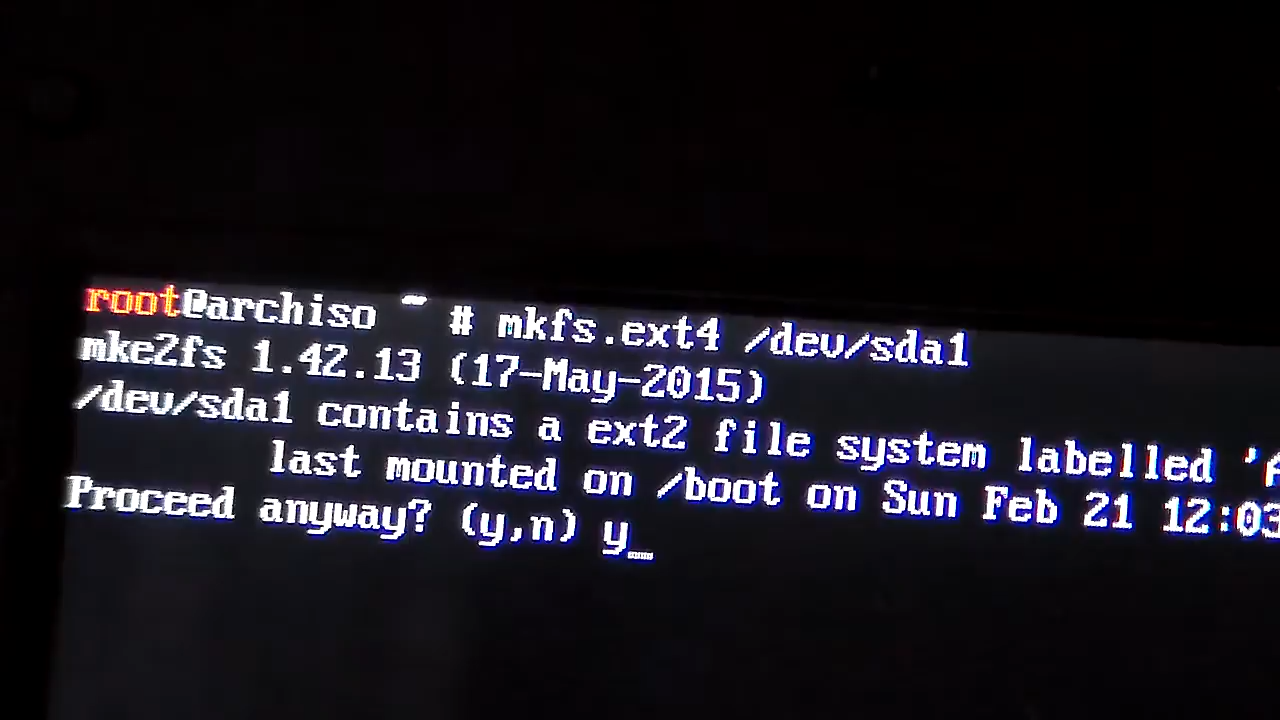 root@archiso ~ # mkfs.ext4 /dev/sda1
mke2fs 1.42.13 (17-May-2015)
/dev/sda1 contains a ext2 file system labelled '
last mounted on /boot on Sun Feb 21 12:03
Proceed anyway? (y,n) y_